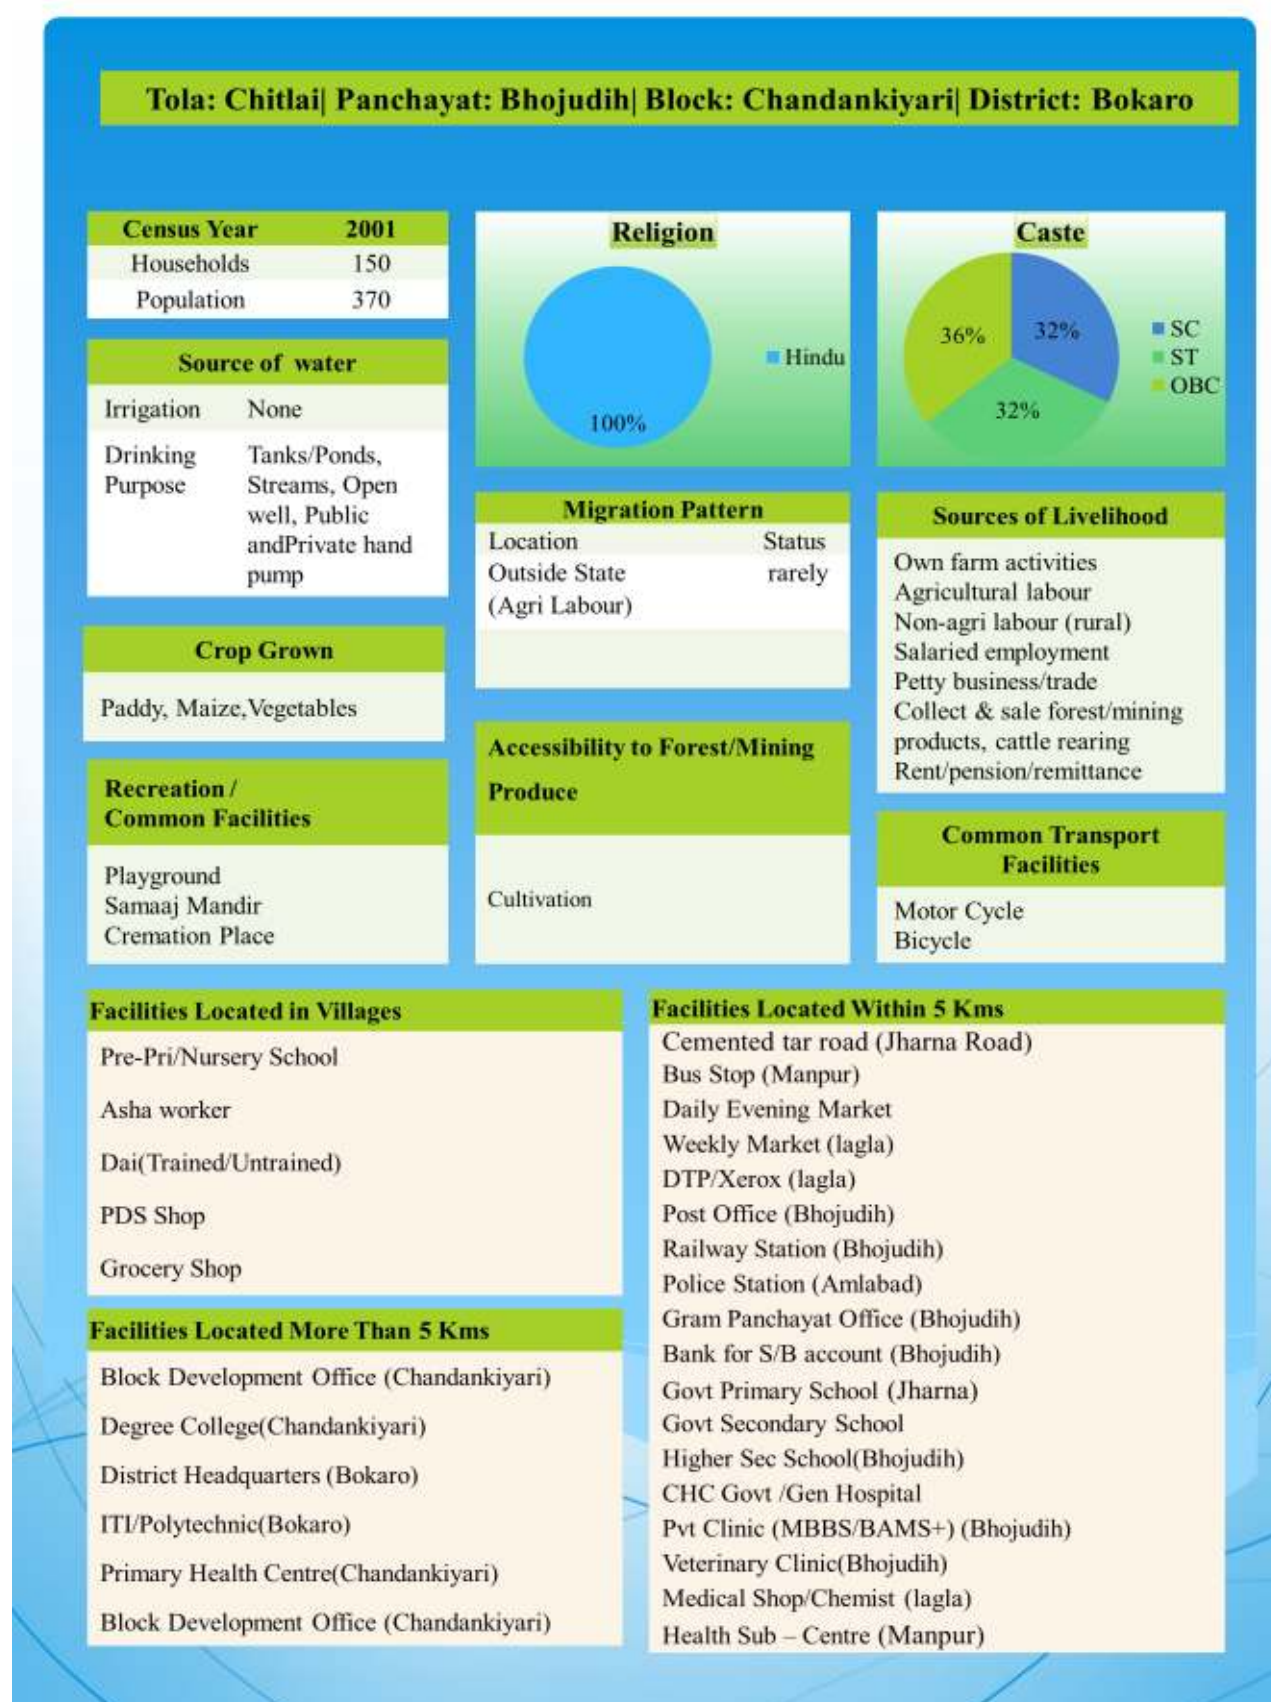 Tola: Chitlai| Panchayat: Bhojudih| Block: Chandankiyari| District: Bokaro
Census Year 2001
Households 150
Population 370
Source of water
Irrigation None
Drinking Purpose Tanks/Ponds,
Streams, Open
well, Public
andPrivate hand
pump
Crop Grown
Paddy, Maize,Vegetables
Recreation /
Common Facilities
Playground
Samaaj Mandir
Cremation Place
Religion
100%
Hindu
Migration Pattern
Location Status
Outside State rarely
(Agri Labour)
Accessibility to Forest/Mining
Produce
Cultivation
Caste
36%
32%
32%
SC
ST
OBC
Sources of Livelihood
Own farm activities
Agricultural labour
Non-agri labour (rural)
Salaried employment
Petty business/trade
Collect & sale forest/mining
products, cattle rearing
Rent/pension/remittance
Common Transport
Facilities
Motor Cycle
Bicycle
Facilities Located in Villages
Pre-Pri/Nursery School
Asha worker
Dai(Trained/Untrained)
PDS Shop
Grocery Shop
Facilities Located More Than 5 Kms
Block Development Office (Chandankiyari)
Degree College(Chandankiyari)
District Headquarters (Bokaro)
ITI/Polytechnic(Bokaro)
Primary Health Centre(Chandankiyari)
Block Development Office (Chandankiyari)
Facilities Located Within 5 Kms
Cemented tar road (Jharna Road)
Bus Stop (Manpur)
Daily Evening Market
Weekly Market (lagla)
DTP/Xerox (lagla)
Post Office (Bhojudih)
Railway Station (Bhojudih)
Police Station (Amlabad)
Gram Panchayat Office (Bhojudih)
Bank for S/B account (Bhojudih)
Govt Primary School (Jharna)
Govt Secondary School
Higher Sec School(Bhojudih)
CHC Govt /Gen Hospital
Pvt Clinic (MBBS/BAMS+) (Bhojudih)
Veterinary Clinic(Bhojudih)
Medical Shop/Chemist (lagla)
Health Sub – Centre (Manpur)